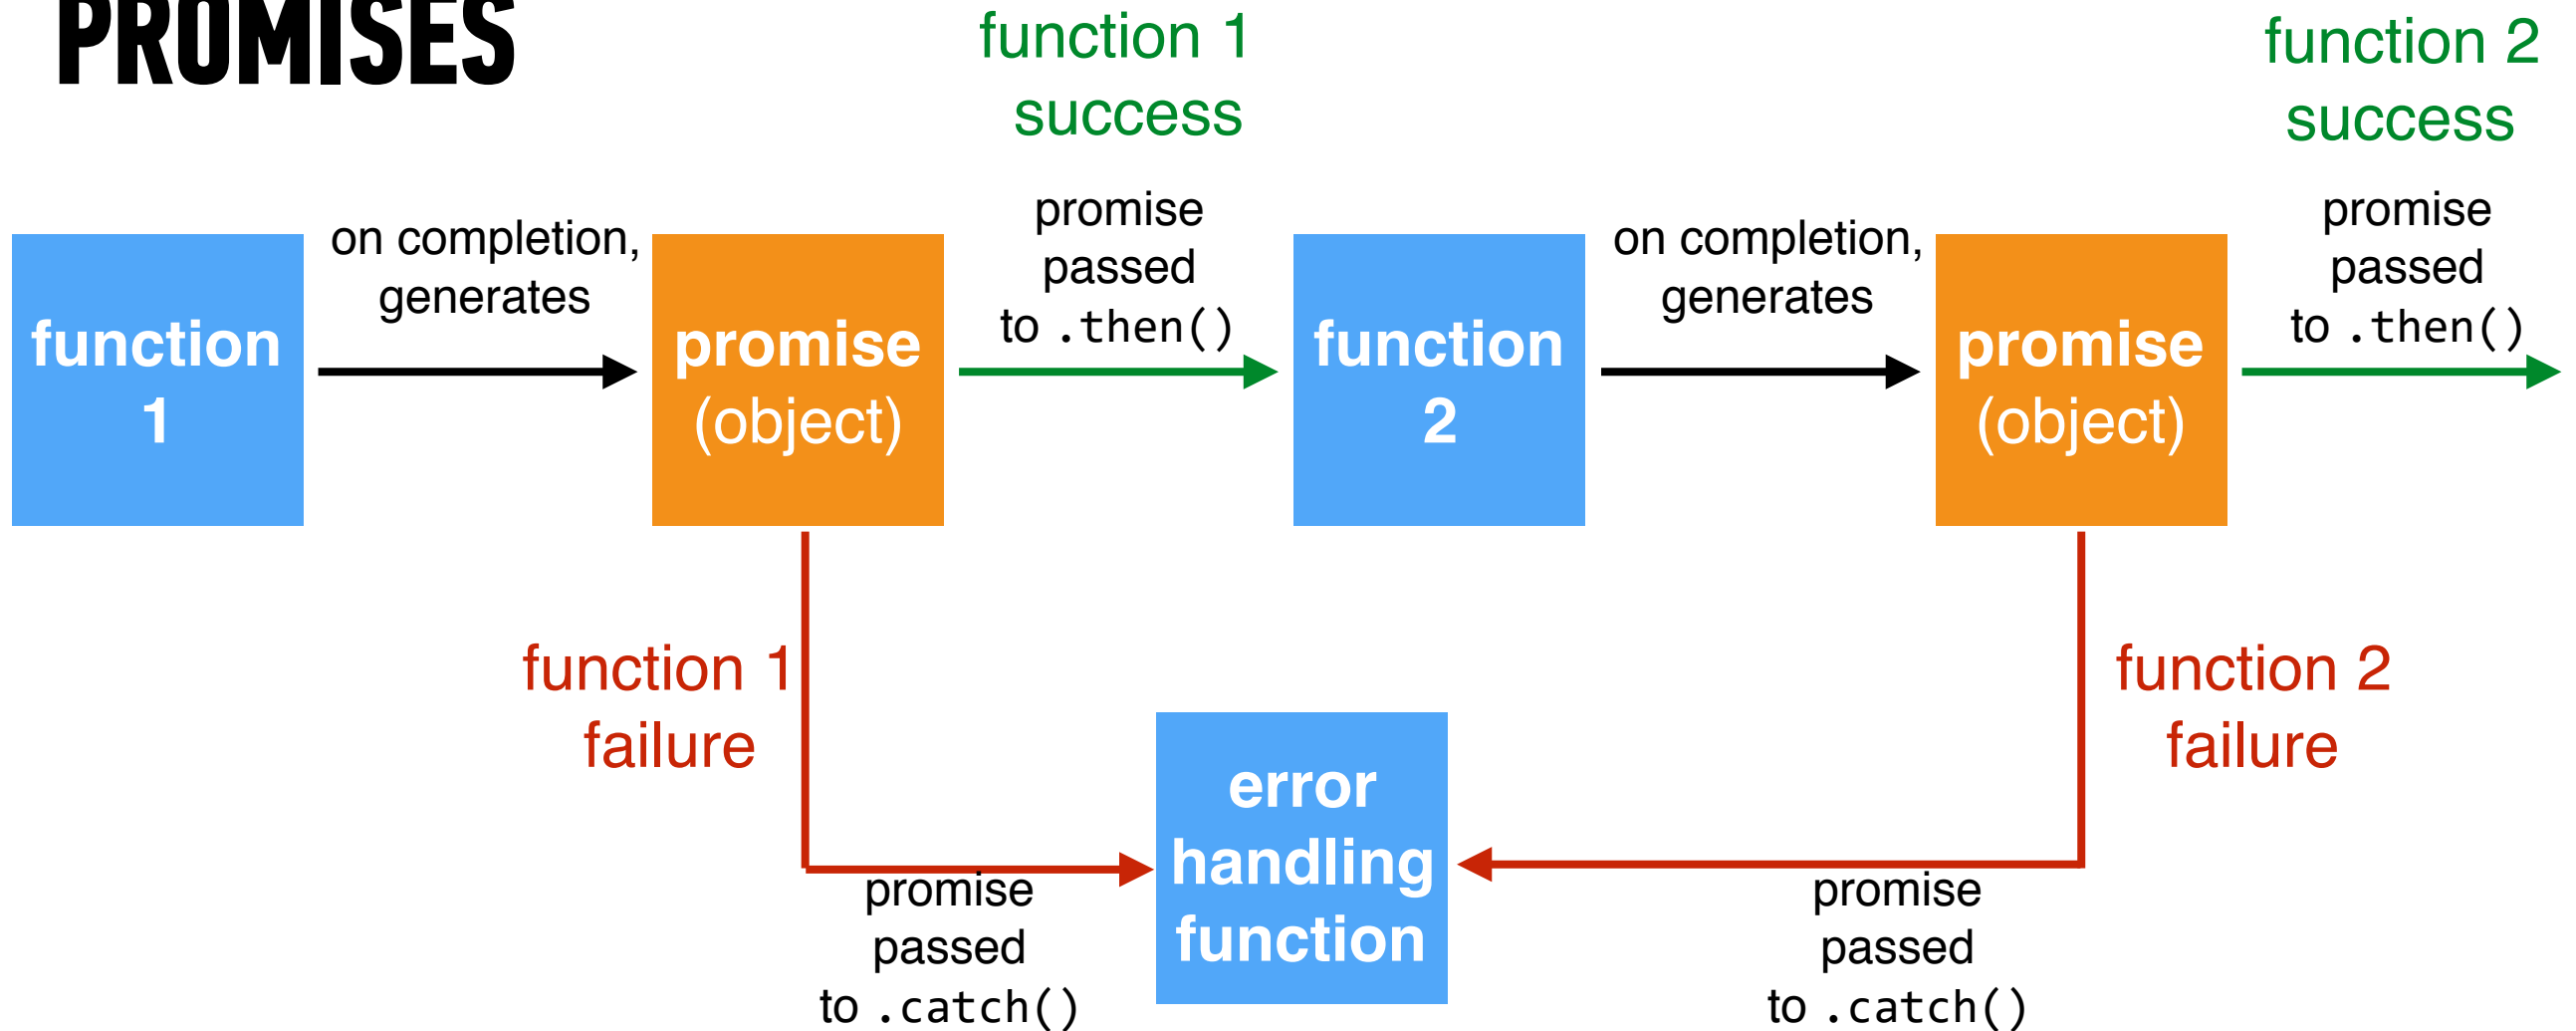 PROMISES
function 1
success
function 2
success
function
1
on completion,
generates
promise
(object)
promise
passed
to .then()
function
2
on completion,
generates
promise
(object)
promise
passed
to .then()
function 1
failure
promise
passed
to .catch()
error
handling
function
function 2
failure
promise
passed
to .catch()